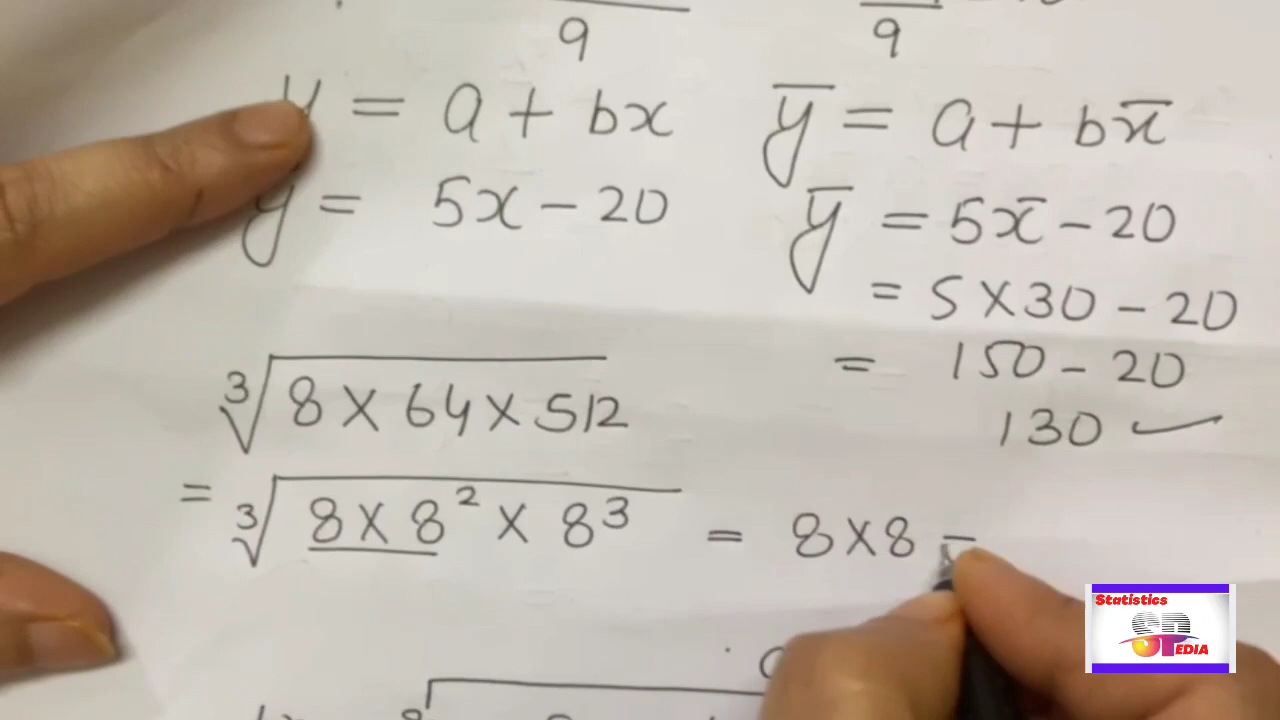 9 9
y = a + bx
y = 5x - 20
ȳ = a + bx̄
ȳ = 5x̄ - 20
= 5 X 30 - 20
= 150 - 20
130 ✓
∛(8 X 64 X 512)
= ∛(8 X 8² X 8³) = 8 X 8 =
Statistics
PEDIA